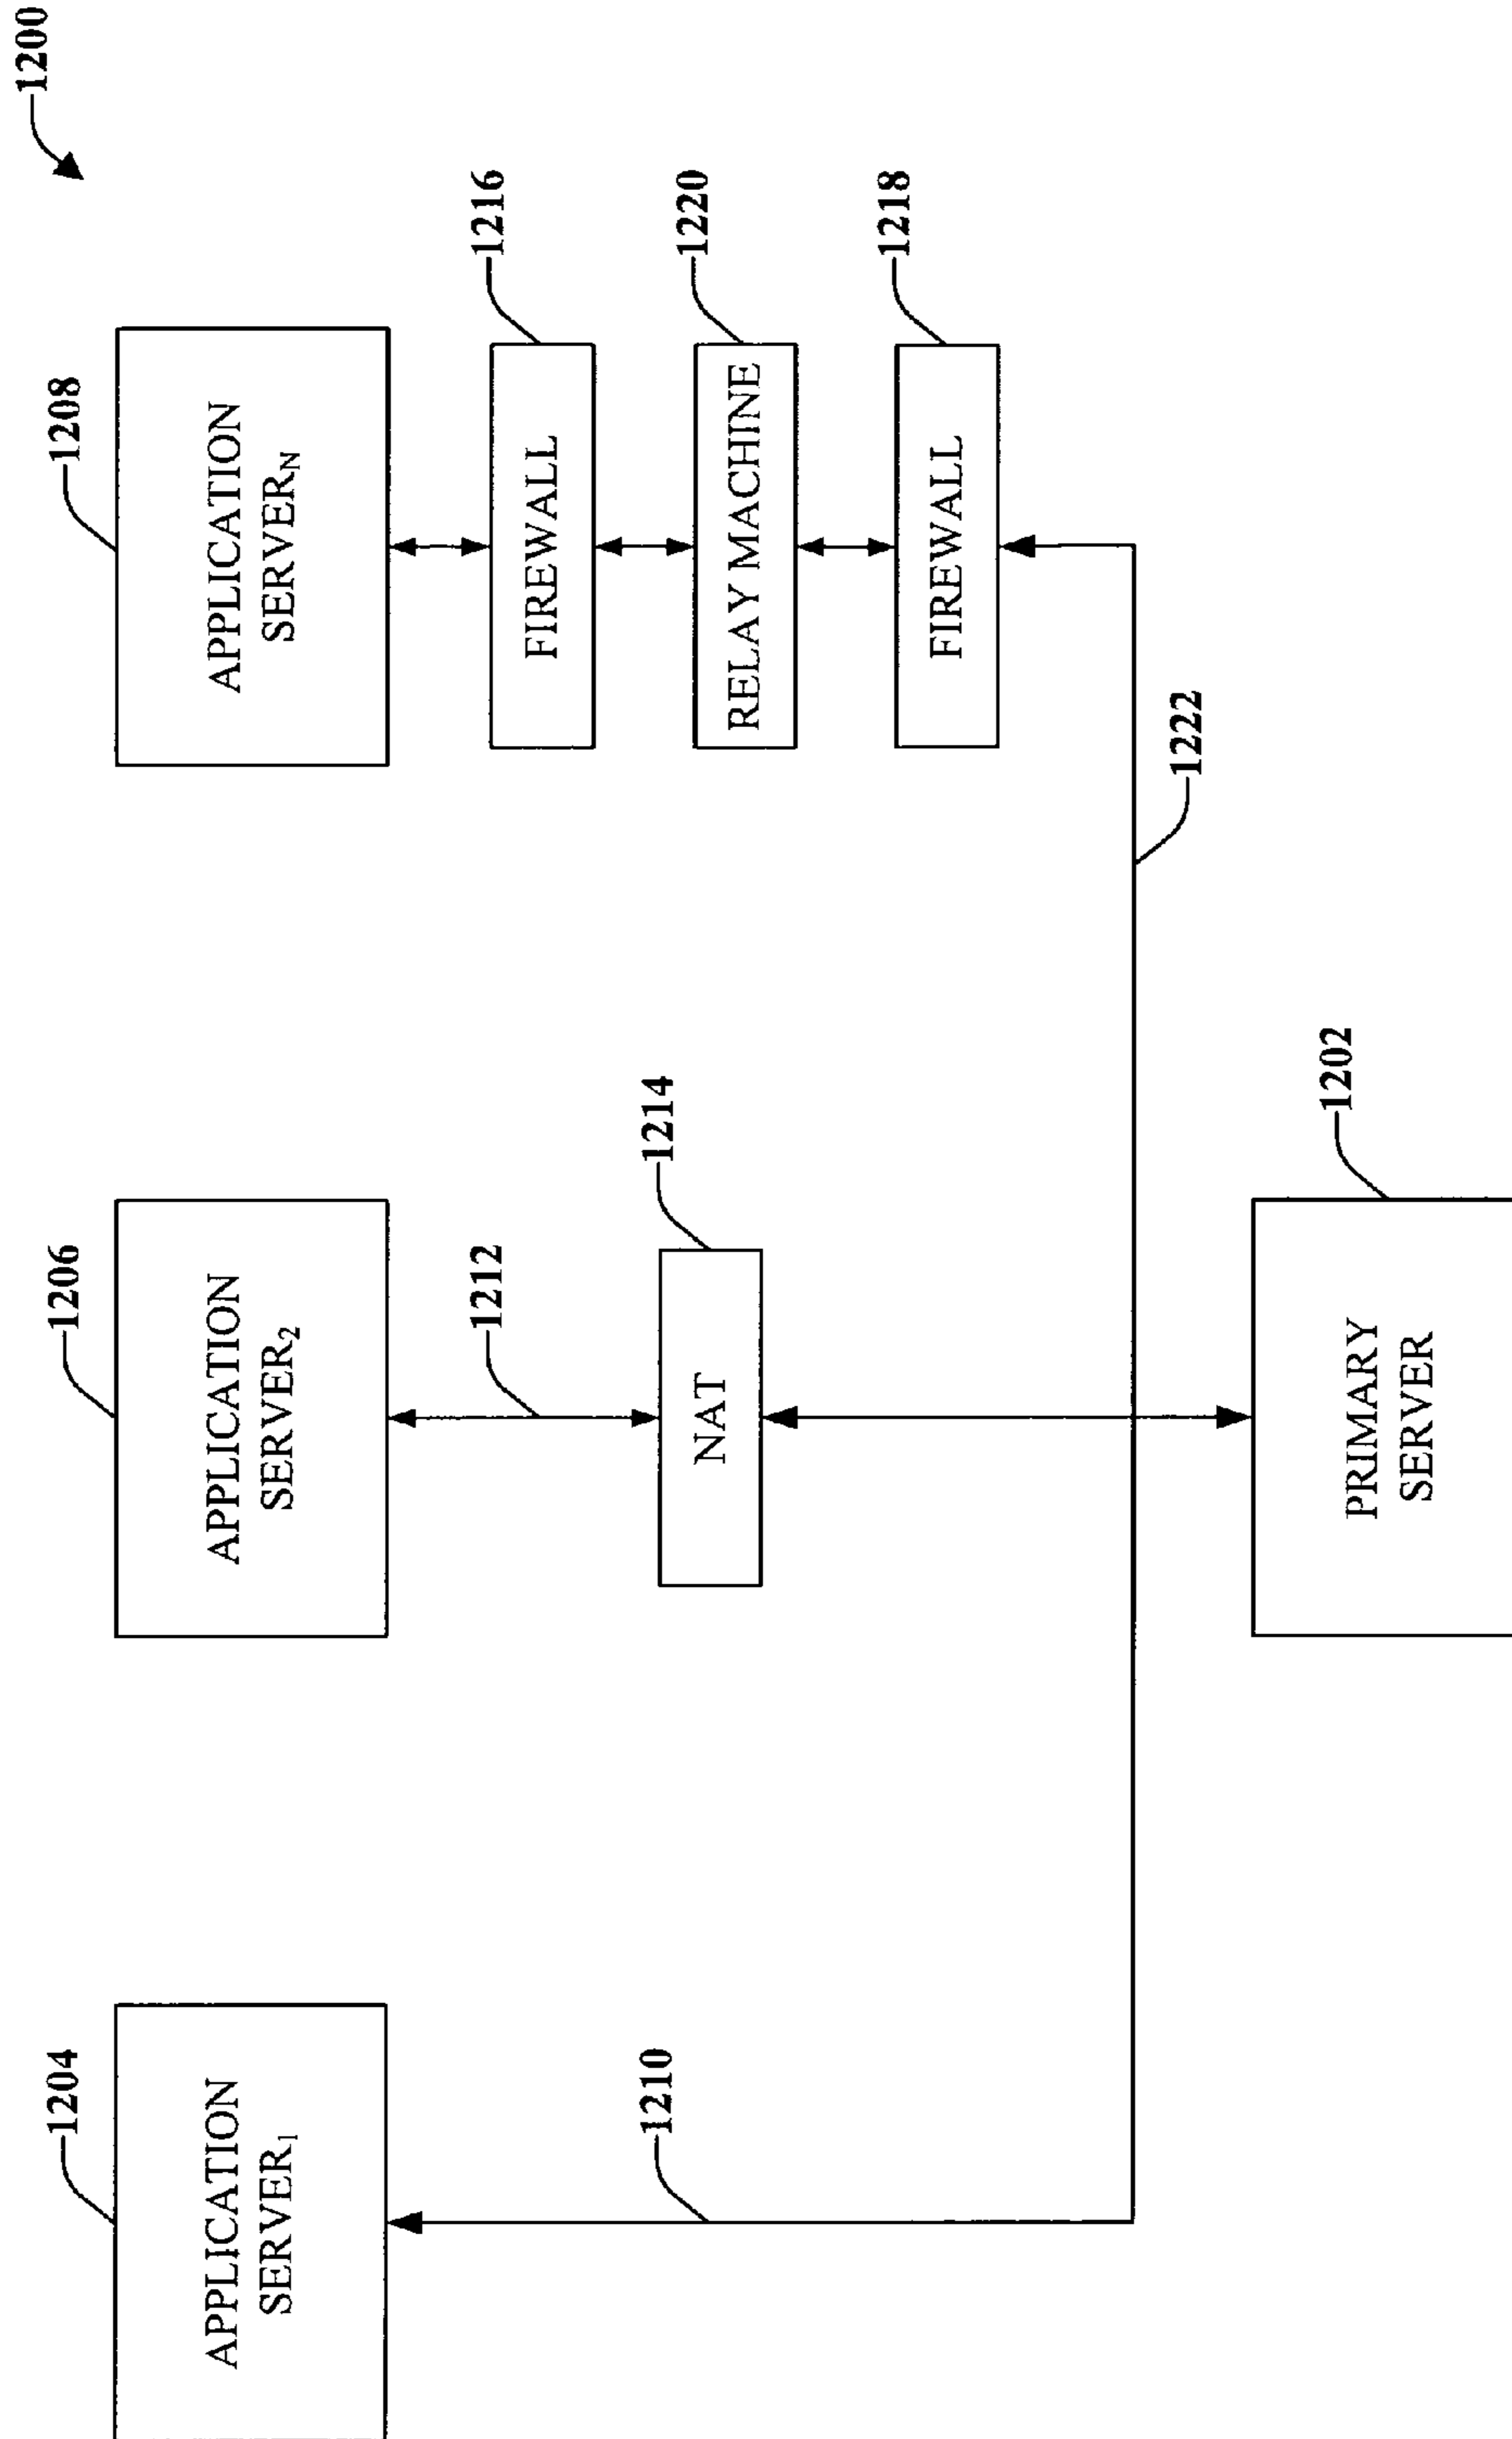 1200
1204
1206
1208
APPLICATION
SERVER₁
APPLICATION
SERVER₂
APPLICATION
SERVER_N
1212
1216
FIREWALL
1210
1214
1220
NAT
RELAY MACHINE
1218
FIREWALL
1222
1202
PRIMARY
SERVER